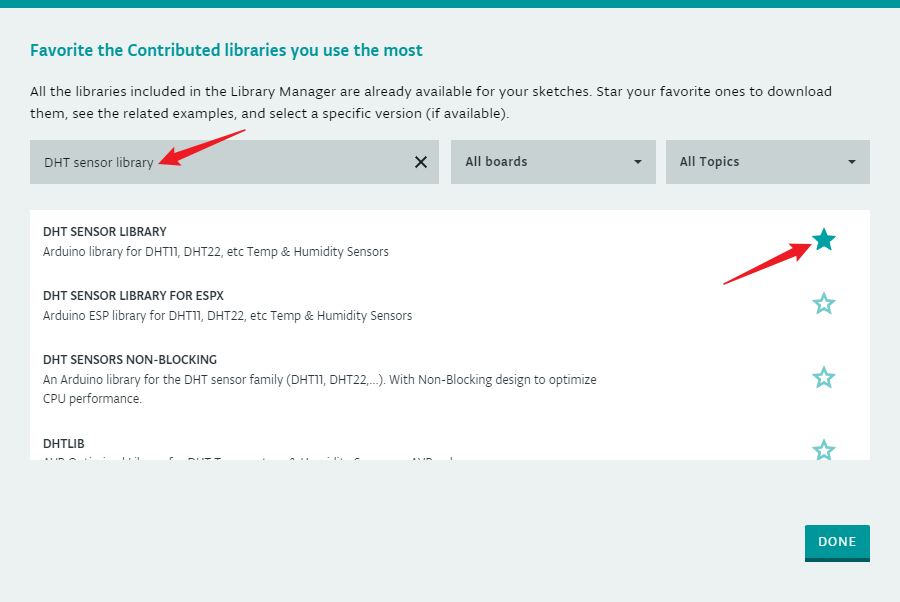 Favorite the Contributed libraries you use the most
All the libraries included in the Library Manager are already available for your sketches. Star your favorite ones to download
them, see the related examples, and select a specific version (if available).
DHT sensor library
All boards
All Topics
DHT SENSOR LIBRARY
Arduino library for DHT11, DHT22, etc Temp & Humidity Sensors
DHT SENSOR LIBRARY FOR ESPX
Arduino ESP library for DHT11, DHT22, etc Temp & Humidity Sensors
DHT SENSORS NON-BLOCKING
An Arduino library for the DHT sensor family (DHT11, DHT22,...). With Non-Blocking design to optimize
CPU performance.
DHTLIB
DONE